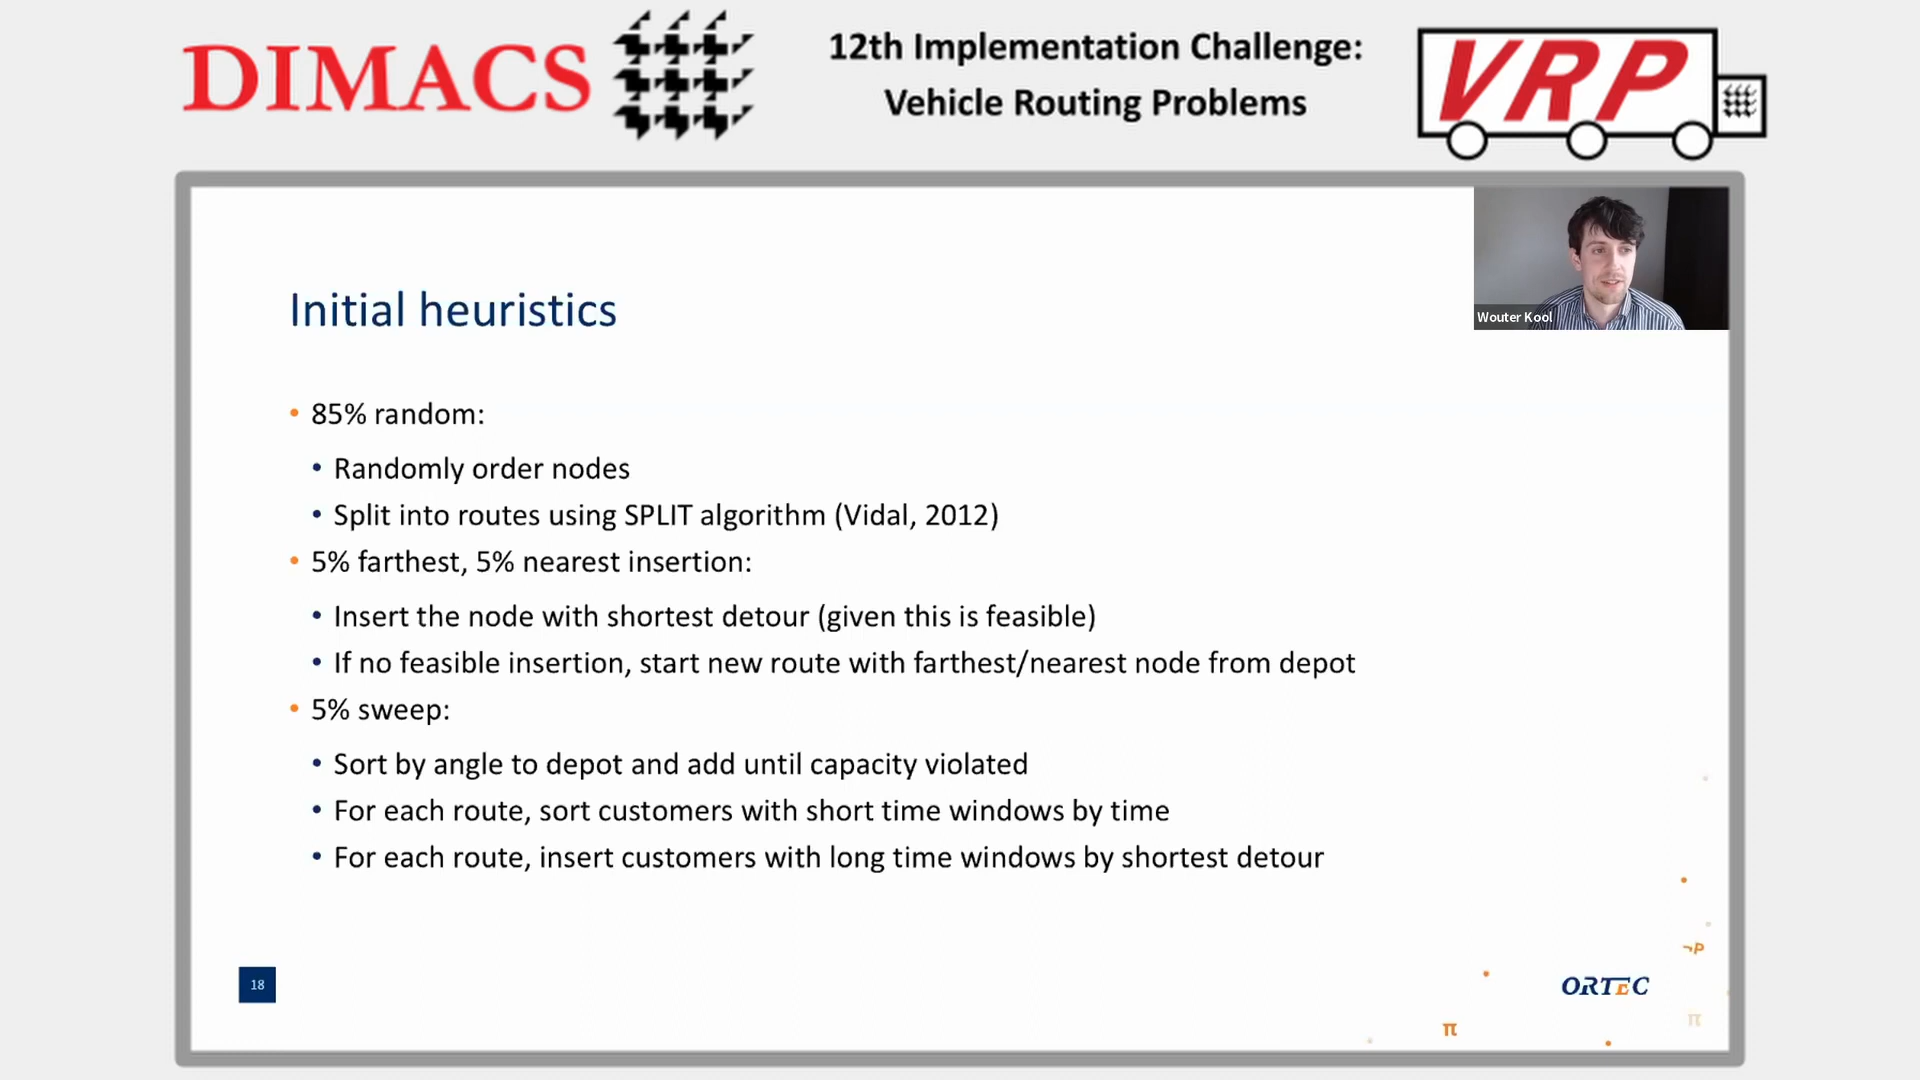 DIMACS
12th Implementation Challenge:
Vehicle Routing Problems
VRP
Wouter Kool
Initial heuristics
• 85% random:
• Randomly order nodes
• Split into routes using SPLIT algorithm (Vidal, 2012)
• 5% farthest, 5% nearest insertion:
• Insert the node with shortest detour (given this is feasible)
• If no feasible insertion, start new route with farthest/nearest node from depot
• 5% sweep:
• Sort by angle to depot and add until capacity violated
• For each route, sort customers with short time windows by time
• For each route, insert customers with long time windows by shortest detour
¬P
18
ORTEC
π
π